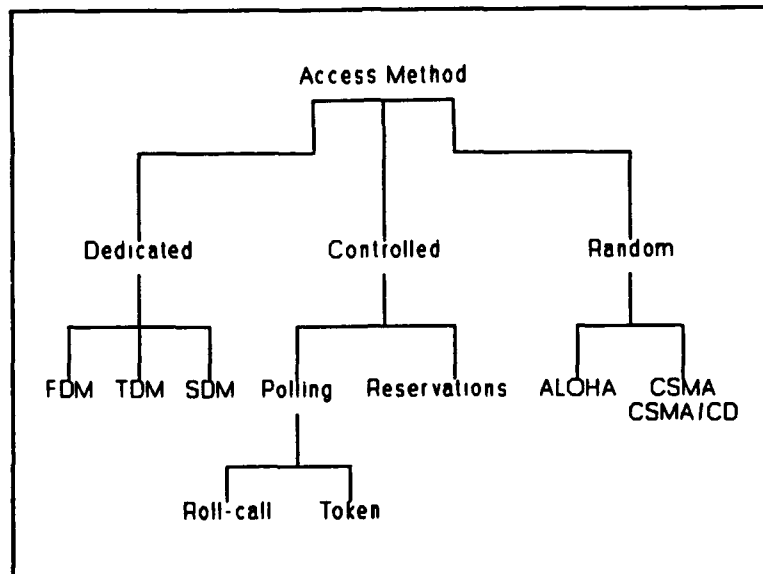 Access Method
Dedicated Controlled Random
FDM TDM SDM Polling Reservations ALOHA CSMA
CSMA/CD
Roll-call Token